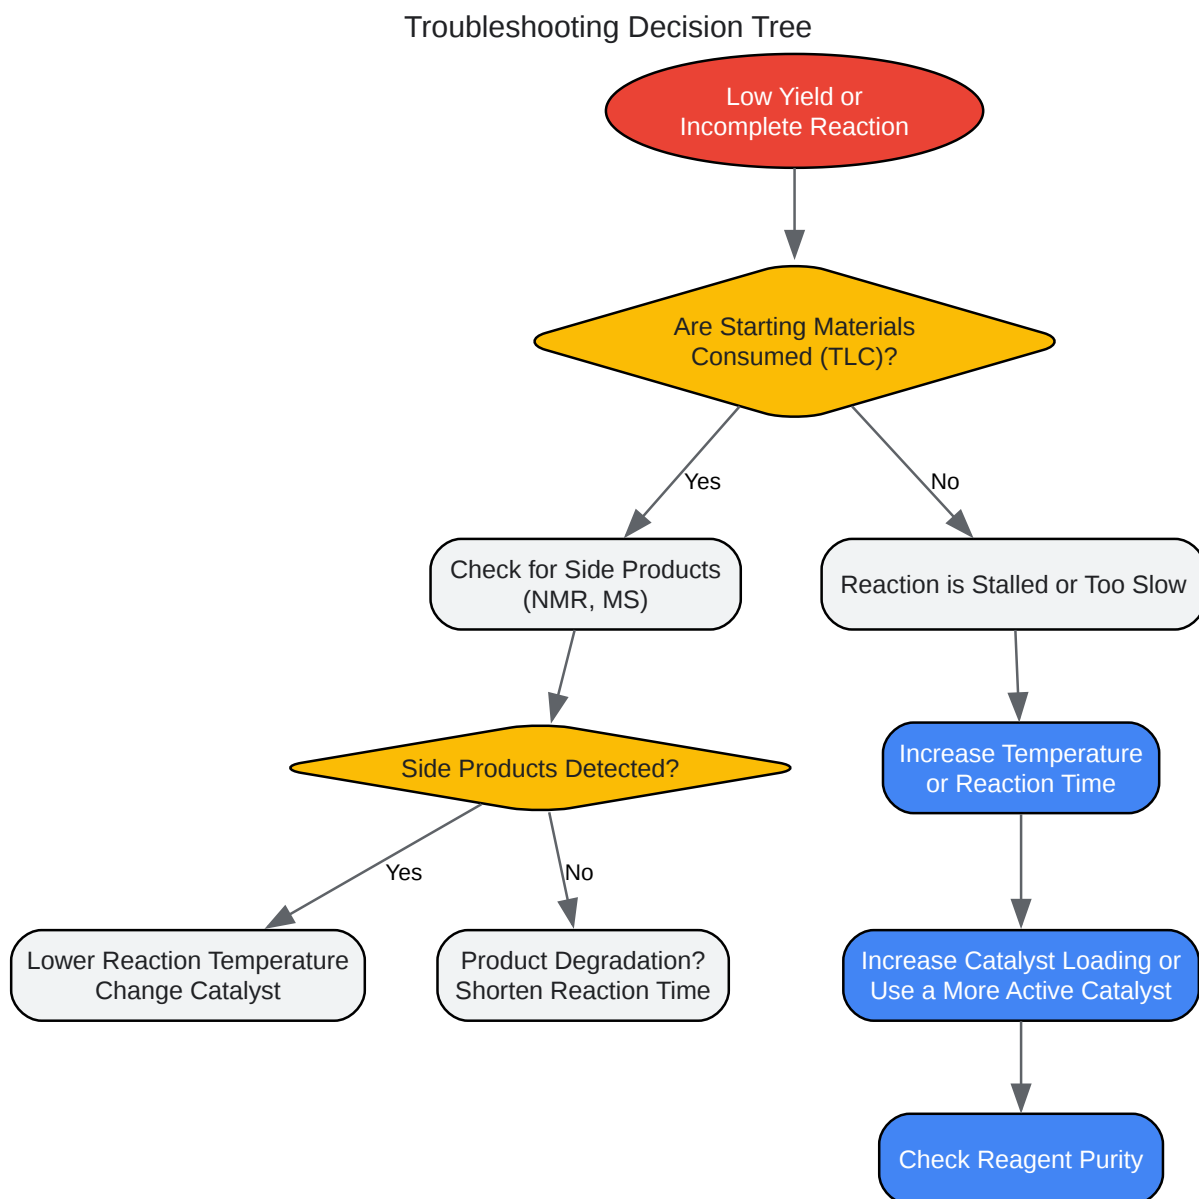 Troubleshooting Decision Tree
Low Yield or
Incomplete Reaction
Are Starting Materials
Consumed (TLC)?
Yes
No
Check for Side Products
(NMR, MS)
Reaction is Stalled or Too Slow
Side Products Detected?
Increase Temperature
or Reaction Time
Yes
No
Lower Reaction Temperature
Change Catalyst
Product Degradation?
Shorten Reaction Time
Increase Catalyst Loading or
Use a More Active Catalyst
Check Reagent Purity